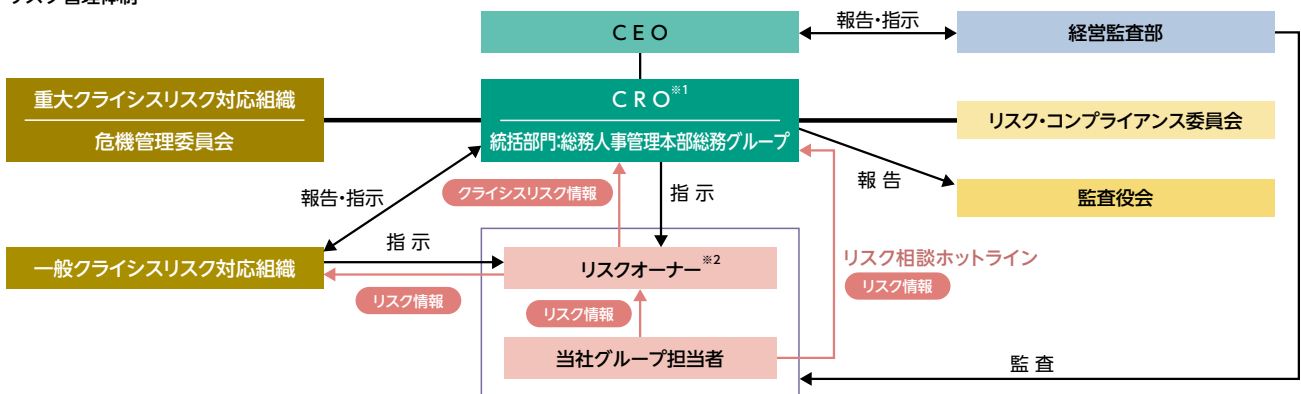 リスク管理体制
CEO
報告・指示
経営監査部
重大クライシスリスク対応組織
危機管理委員会
CRO※1
統括部門:総務人事管理本部総務グループ
リスク・コンプライアンス委員会
報告・指示
クライシスリスク情報
指示
報告
監査役会
一般クライシスリスク対応組織
指示
リスクオーナー※2
リスク相談ホットライン
リスク情報
リスク情報
リスク情報
当社グループ担当者
監査